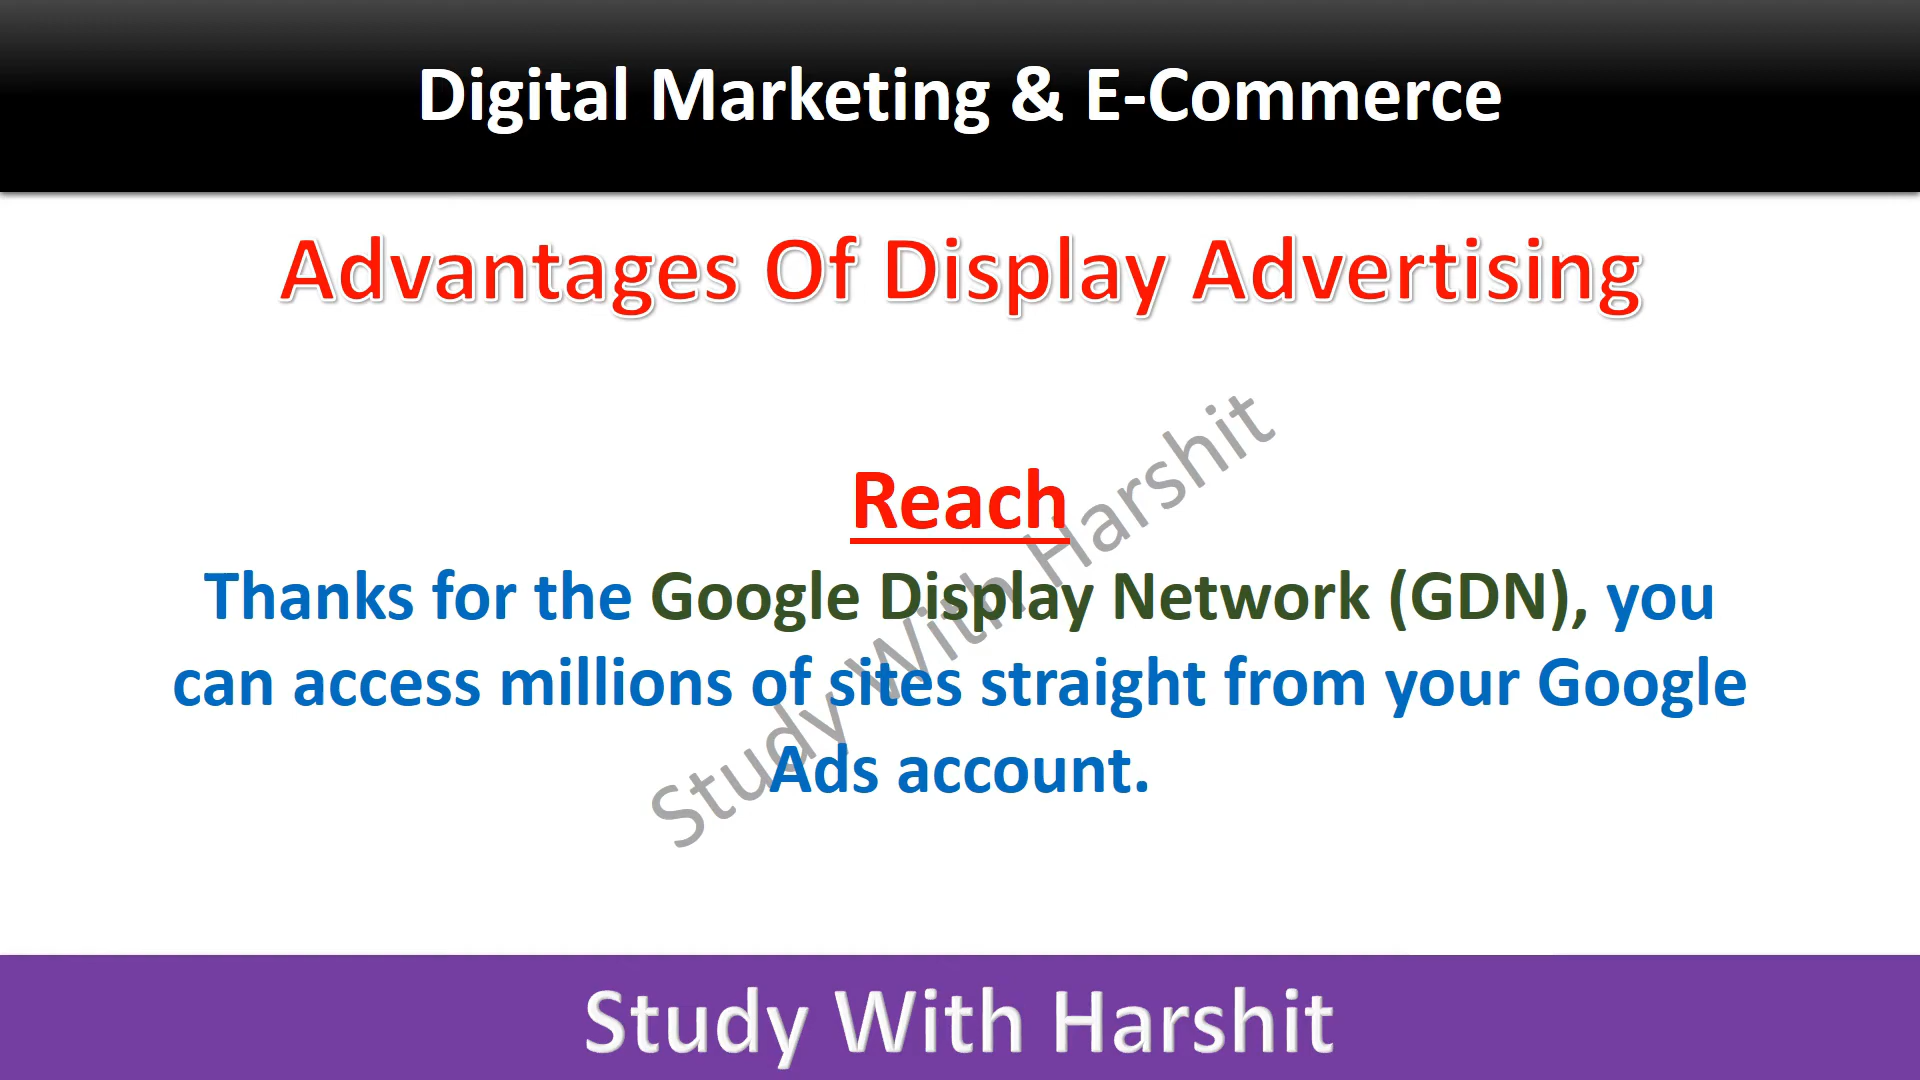 Digital Marketing & E-Commerce
Advantages Of Display Advertising
Reach
Thanks for the Google Display Network (GDN), you
can access millions of sites straight from your Google
Ads account.
Study With Harshit
Study With Harshit